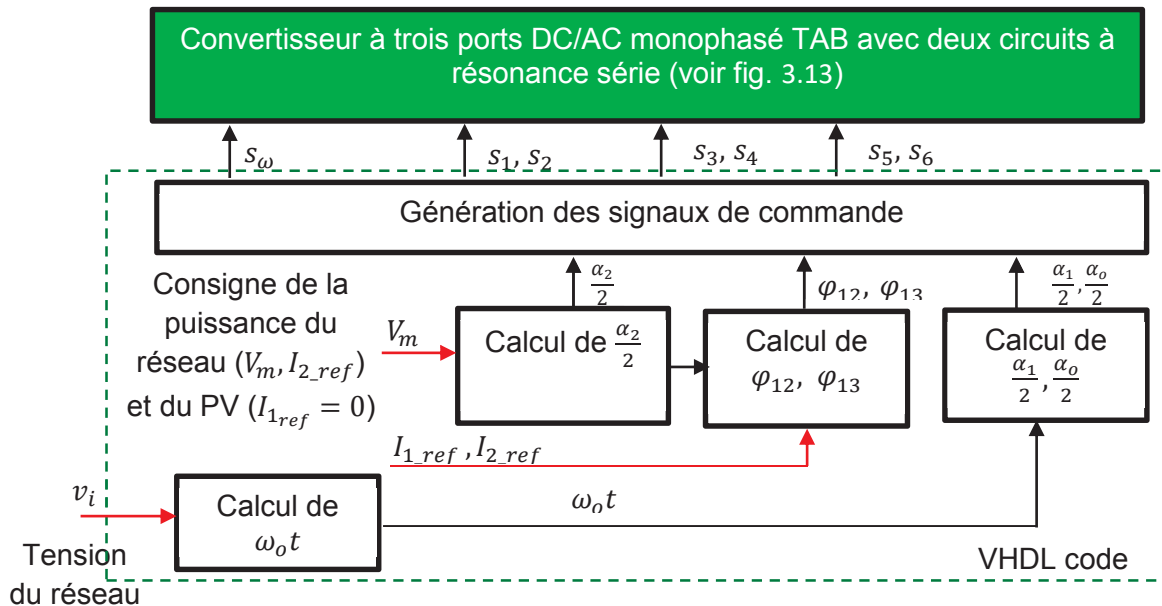 Convertisseur à trois ports DC/AC monophasé TAB avec deux circuits à
résonance série (voir fig. 3.13)
s_ω
s_1, s_2
s_3, s_4
s_5, s_6
Génération des signaux de commande
α_2/2
φ_12, φ_13
α_1/2, α_o/2
Consigne de la
puissance du
réseau (V_m, I_2_ref)
et du PV (I_1ref = 0)
V_m
Calcul de α_2/2
Calcul de
φ_12, φ_13
Calcul de
α_1/2, α_o/2
I_1_ref , I_2_ref
v_i
Calcul de
ω_o t
ω_o t
Tension
du réseau
VHDL code